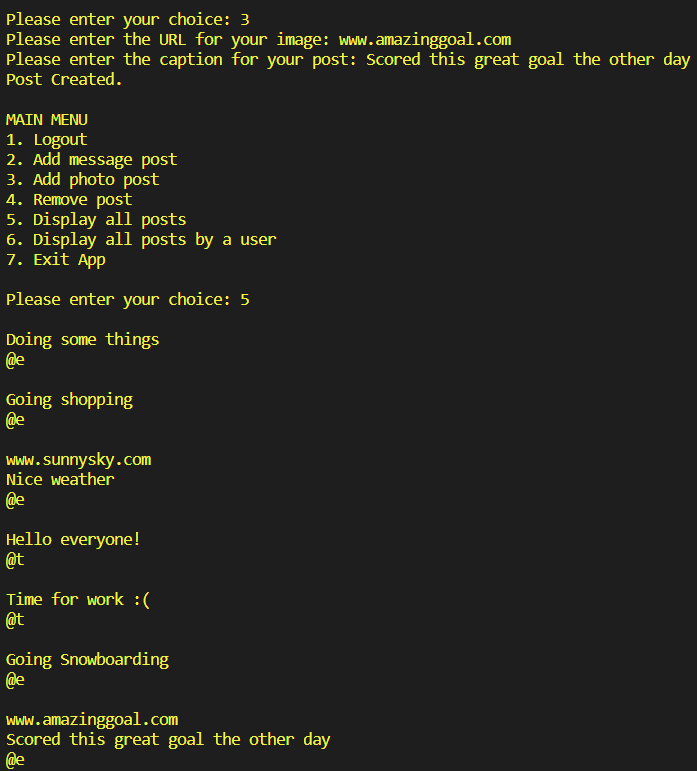 Please enter your choice: 3
Please enter the URL for your image: www.amazinggoal.com
Please enter the caption for your post: Scored this great goal the other day
Post Created.

MAIN MENU
1. Logout
2. Add message post
3. Add photo post
4. Remove post
5. Display all posts
6. Display all posts by a user
7. Exit App

Please enter your choice: 5

Doing some things
@e

Going shopping
@e

www.sunnysky.com
Nice weather
@e

Hello everyone!
@t

Time for work :(
@t

Going Snowboarding
@e

www.amazinggoal.com
Scored this great goal the other day
@e